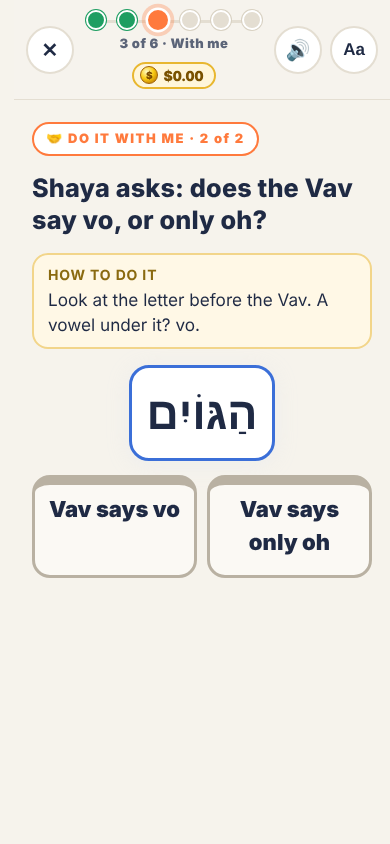 3 of 6 · With me
$0.00
Aa
🤝 DO IT WITH ME · 2 of 2
Shaya asks: does the Vav
say vo, or only oh?
HOW TO DO IT
Look at the letter before the Vav. A
vowel under it? vo.
הַגּוֹיִם
Vav says vo
Vav says
only oh